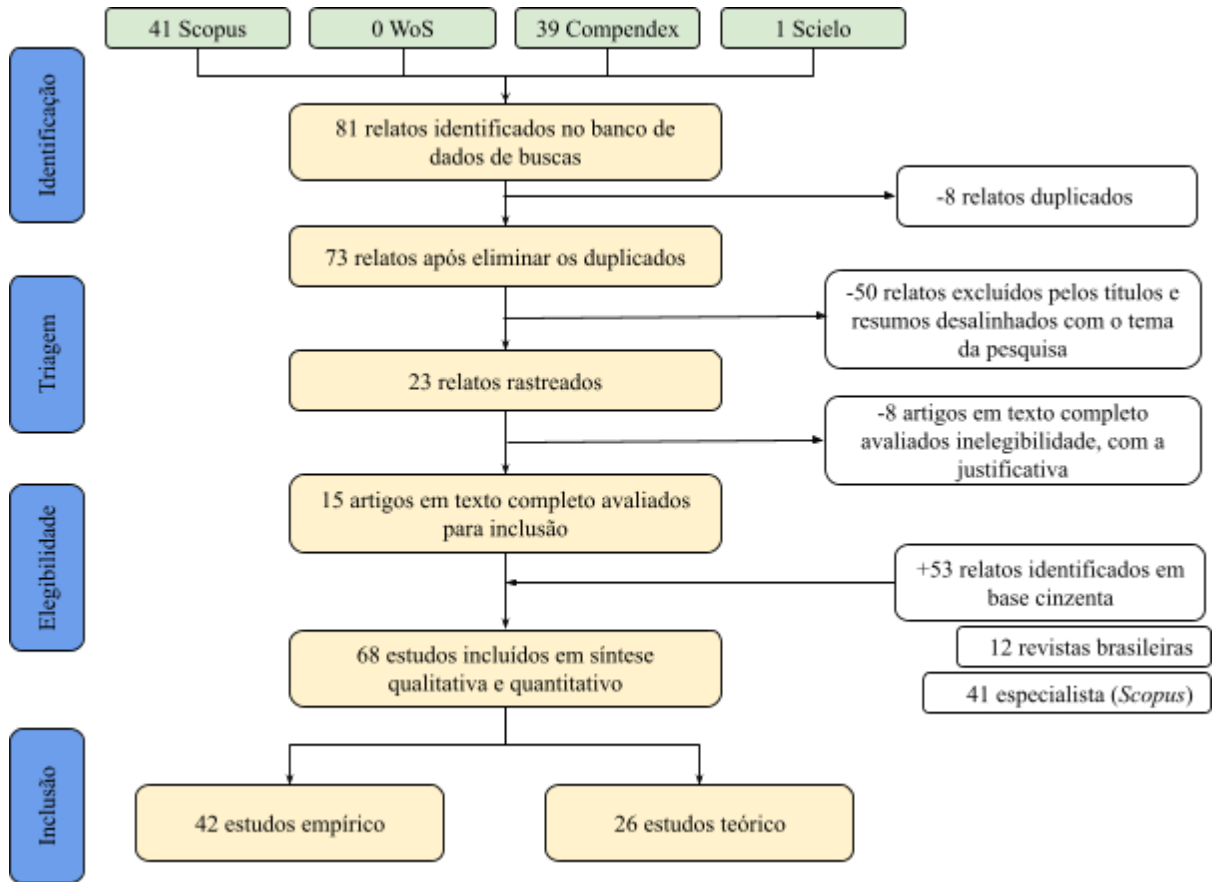 41 Scopus
0 WoS
39 Compendex
1 Scielo
Identificação
81 relatos identificados no banco de
dados de buscas
-8 relatos duplicados
73 relatos após eliminar os duplicados
Triagem
-50 relatos excluídos pelos títulos e
resumos desalinhados com o tema
da pesquisa
23 relatos rastreados
-8 artigos em texto completo
avaliados inelegibilidade, com a
justificativa
Elegibilidade
15 artigos em texto completo avaliados
para inclusão
+53 relatos identificados em
base cinzenta
12 revistas brasileiras
41 especialista (Scopus)
68 estudos incluídos em síntese
qualitativa e quantitativo
Inclusão
42 estudos empírico
26 estudos teórico